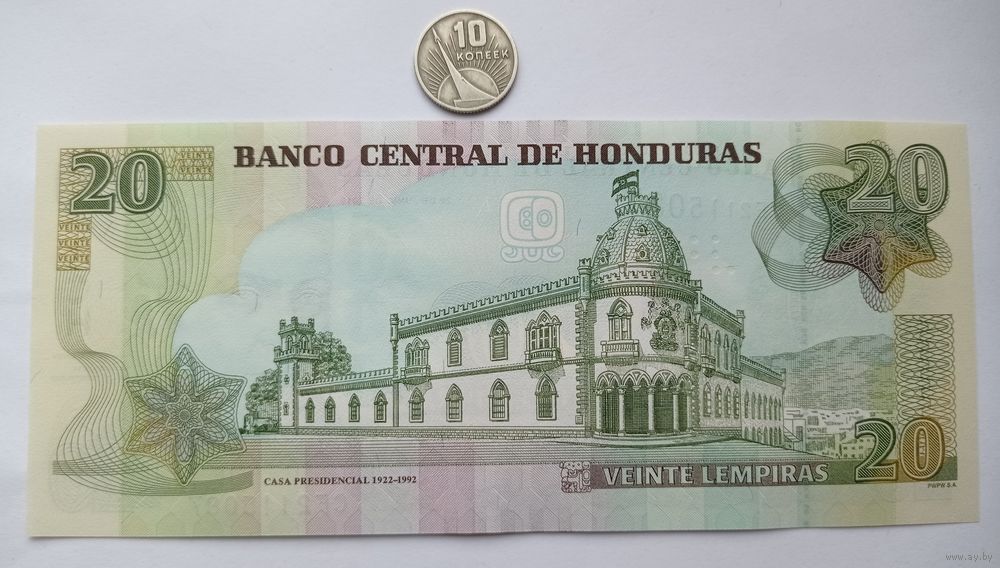 10
КОПЕЕК
20
VEINTE
VEINTE
BANCO CENTRAL DE HONDURAS
20
VEINTE
VEINTE
VEINTE
CASA PRESIDENCIAL 1922-1992
VEINTE LEMPIRAS
20
PWPW S.A.
www.ay.by